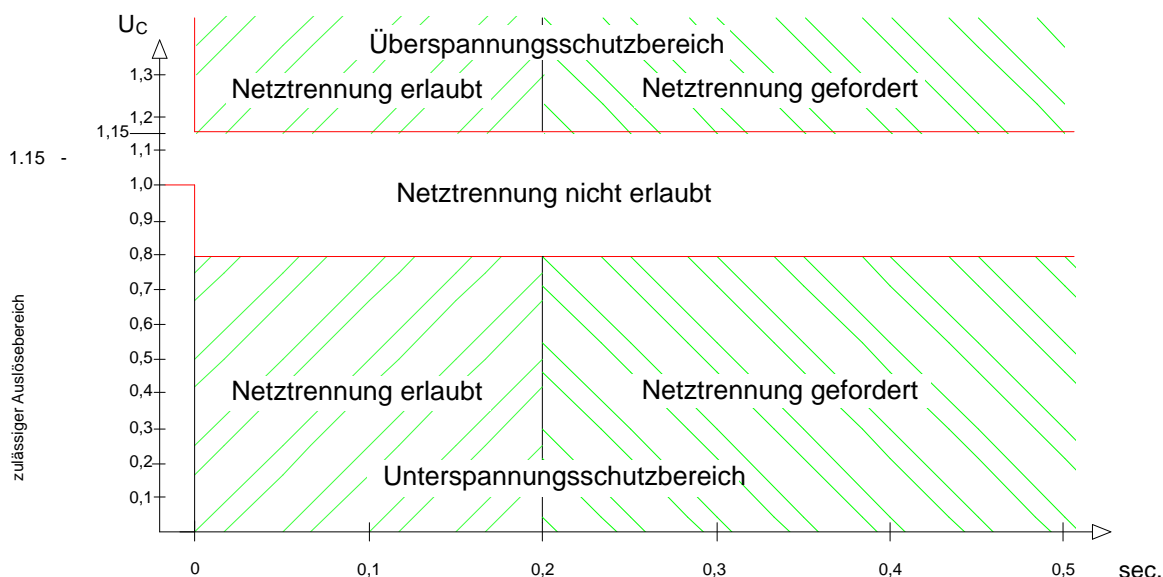 UC
Überspannungsschutzbereich
1,3
Netztrennung erlaubt
Netztrennung gefordert
1,2
1,15
1,1
1.15 -
1,0
Netztrennung nicht erlaubt
0,9
0,8
0,7
0,6
0,5
zulässiger Auslösebereich
0,4
Netztrennung erlaubt
Netztrennung gefordert
0,3
0,2
Unterspannungsschutzbereich
0,1
0
0,1
0,2
0,3
0,4
0,5
sec.